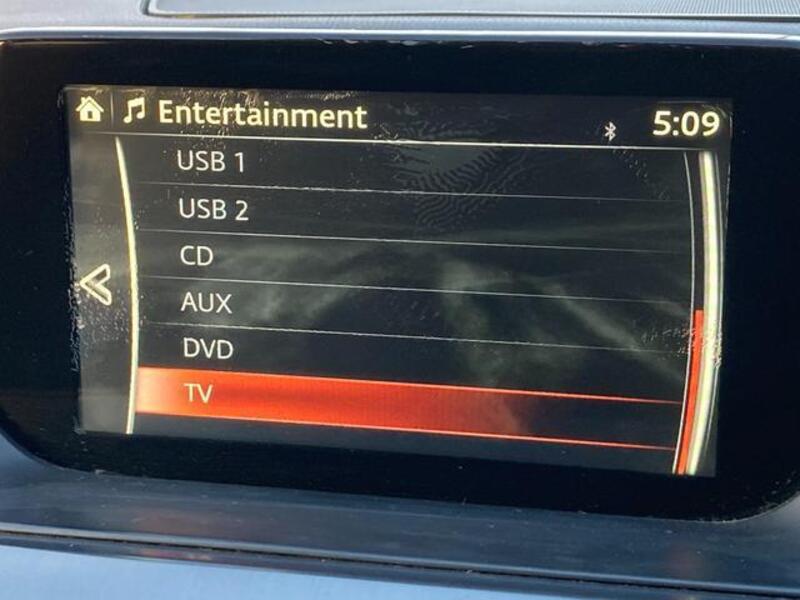 Entertainment
5:09
USB 1
USB 2
CD
AUX
DVD
TV